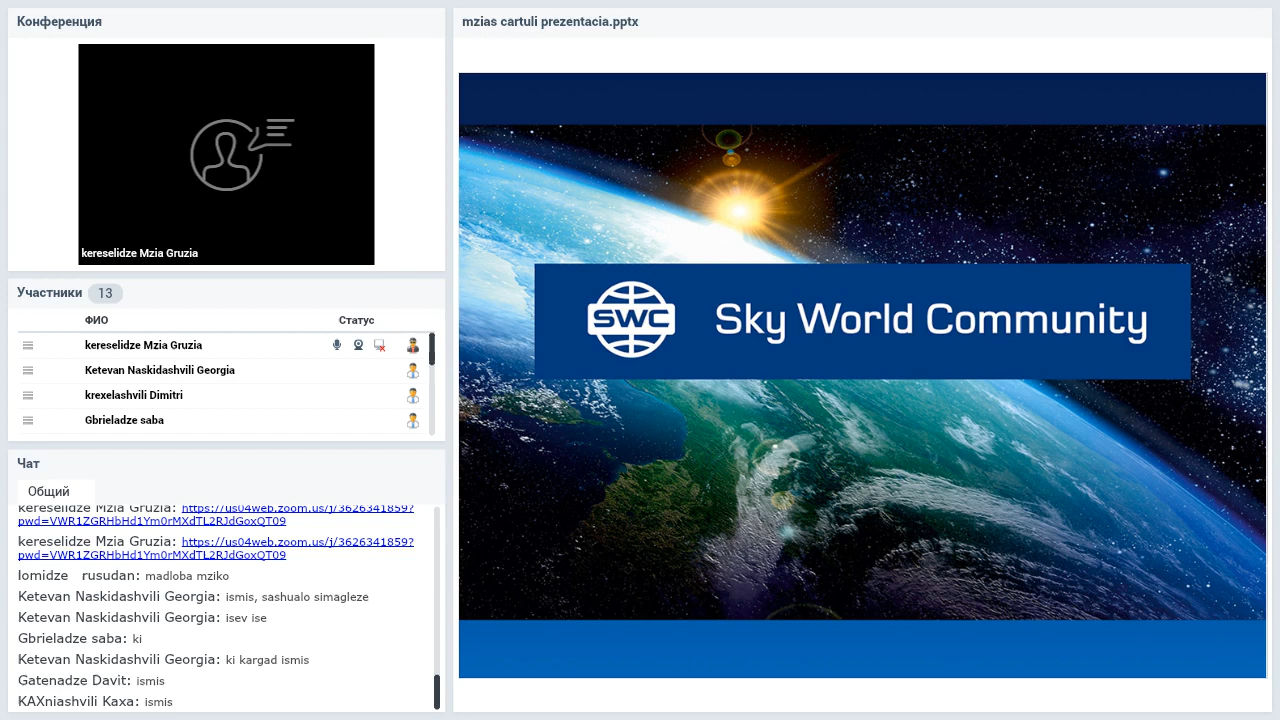 Конференция
kereselidze Mzia Gruzia
Участники 13
ФИО Статус
kereselidze Mzia Gruzia
Ketevan Naskidashvili Georgia
krexelashvili Dimitri
Gbrieladze saba
Чат
Общий
kereselidze Mzia Gruzia: https://us04web.zoom.us/j/3626341859?
pwd=VWR1ZGRHbHd1Ym0rMXdTL2RJdGoxQT09
kereselidze Mzia Gruzia: https://us04web.zoom.us/j/3626341859?
pwd=VWR1ZGRHbHd1Ym0rMXdTL2RJdGoxQT09
lomidze rusudan: madloba mziko
Ketevan Naskidashvili Georgia: ismis, sashualo simagleze
Ketevan Naskidashvili Georgia: isev ise
Gbrieladze saba: ki
Ketevan Naskidashvili Georgia: ki kargad ismis
Gatenadze Davit: ismis
KAXniashvili Kaxa: ismis
mzias cartuli prezentacia.pptx
SWC Sky World Community